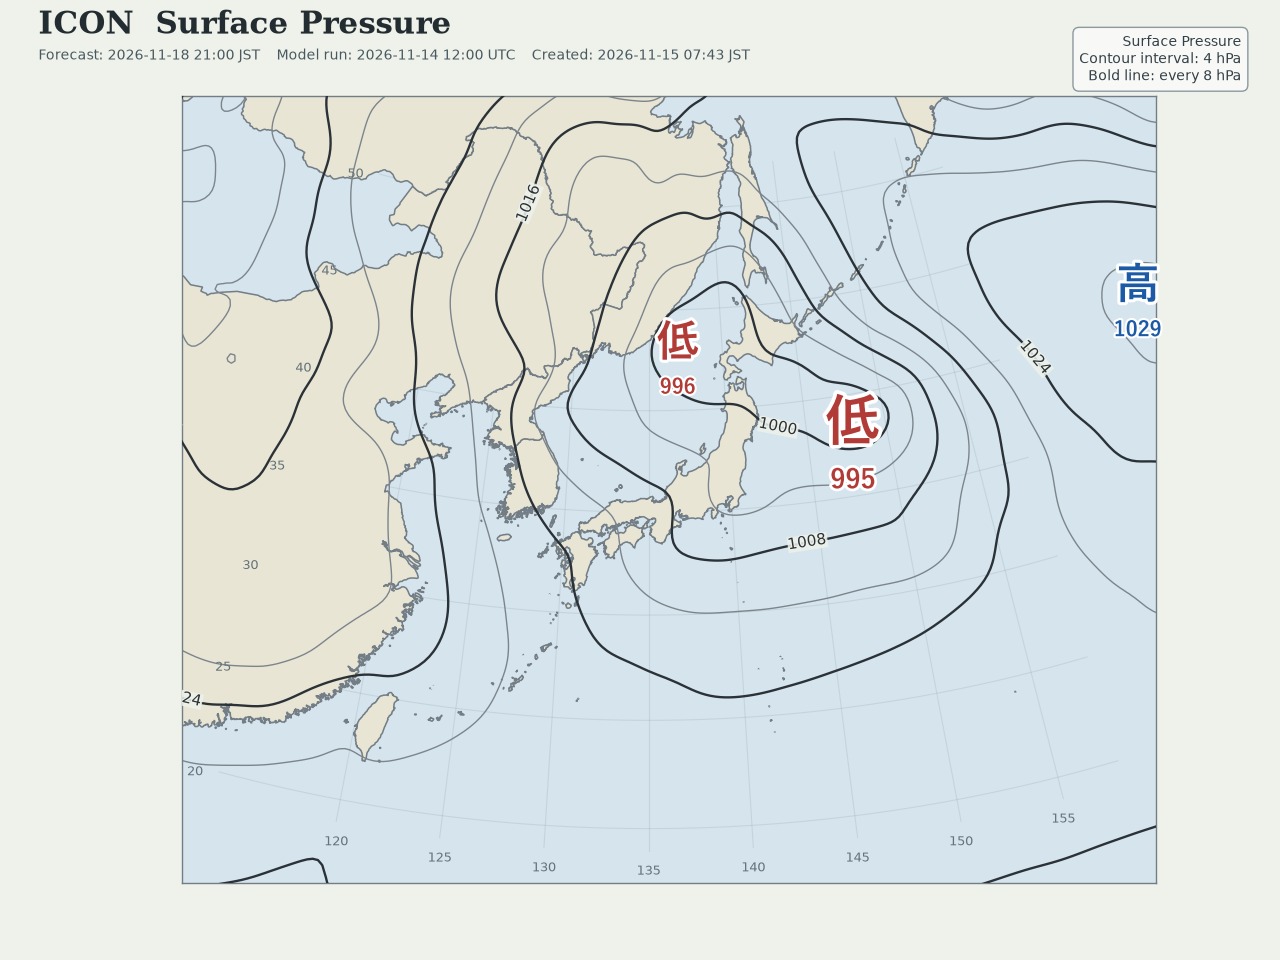 ICON  Surface Pressure
Forecast: 2026-11-18 21:00 JST    Model run: 2026-11-14 12:00 UTC    Created: 2026-11-15 07:43 JST
Surface Pressure
Contour interval: 4 hPa
Bold line: every 8 hPa
50
1016
45
高
1029
低
996
1024
40
低
1000
995
35
1008
30
25
24
20
155
120
125
130
135
140
145
150